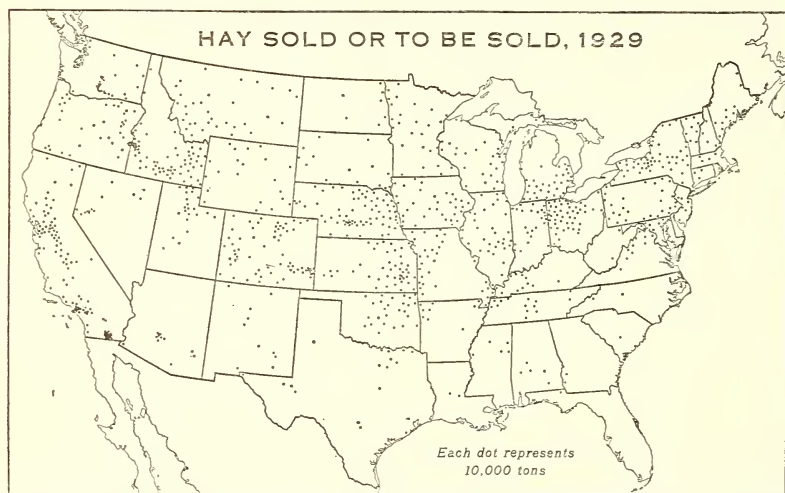 HAY SOLD OR TO BE SOLD, 1929
Each dot represents
10,000 tons